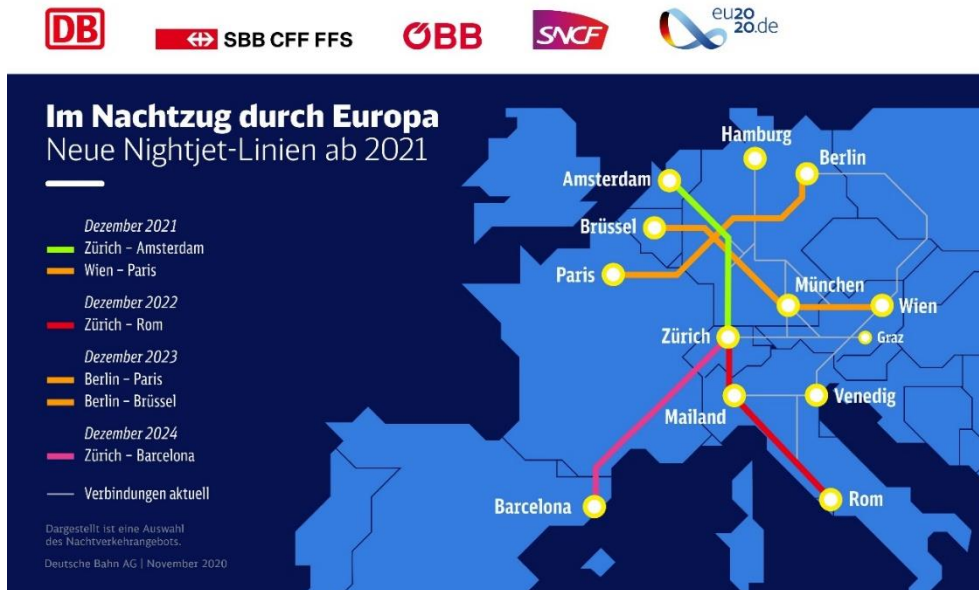 DB
SBB CFF FFS
ÖBB
SNCF
eu20
20.de
Im Nachtzug durch Europa
Neue Nightjet-Linien ab 2021
Dezember 2021
Zürich – Amsterdam
Wien – Paris
Dezember 2022
Zürich – Rom
Dezember 2023
Berlin – Paris
Berlin – Brüssel
Dezember 2024
Zürich – Barcelona
Verbindungen aktuell
Dargestellt ist eine Auswahl
des Nachtverkehrangebots.
Deutsche Bahn AG | November 2020
Hamburg
Berlin
Amsterdam
Brüssel
Paris
München
Wien
Zürich
Graz
Mailand
Venedig
Barcelona
Rom